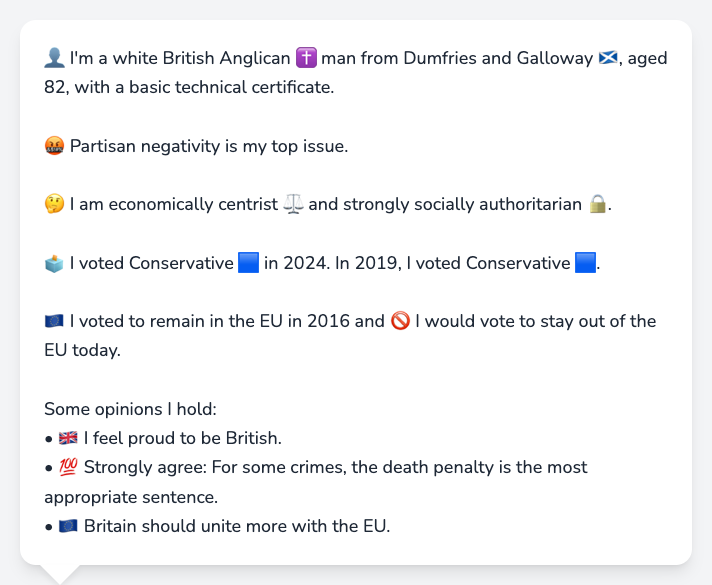 👤 I'm a white British Anglican ✝️ man from Dumfries and Galloway 🏴󠁧󠁢󠁳󠁣󠁴󠁿, aged
82, with a basic technical certificate.
🤬 Partisan negativity is my top issue.
🤔 I am economically centrist ⚖️ and strongly socially authoritarian 🔒.
🗳️ I voted Conservative 🟦 in 2024. In 2019, I voted Conservative 🟦.
🇪🇺 I voted to remain in the EU in 2016 and 🚫 I would vote to stay out of the
EU today.
Some opinions I hold:
• 🇬🇧 I feel proud to be British.
• 💯 Strongly agree: For some crimes, the death penalty is the most
appropriate sentence.
• 🇪🇺 Britain should unite more with the EU.